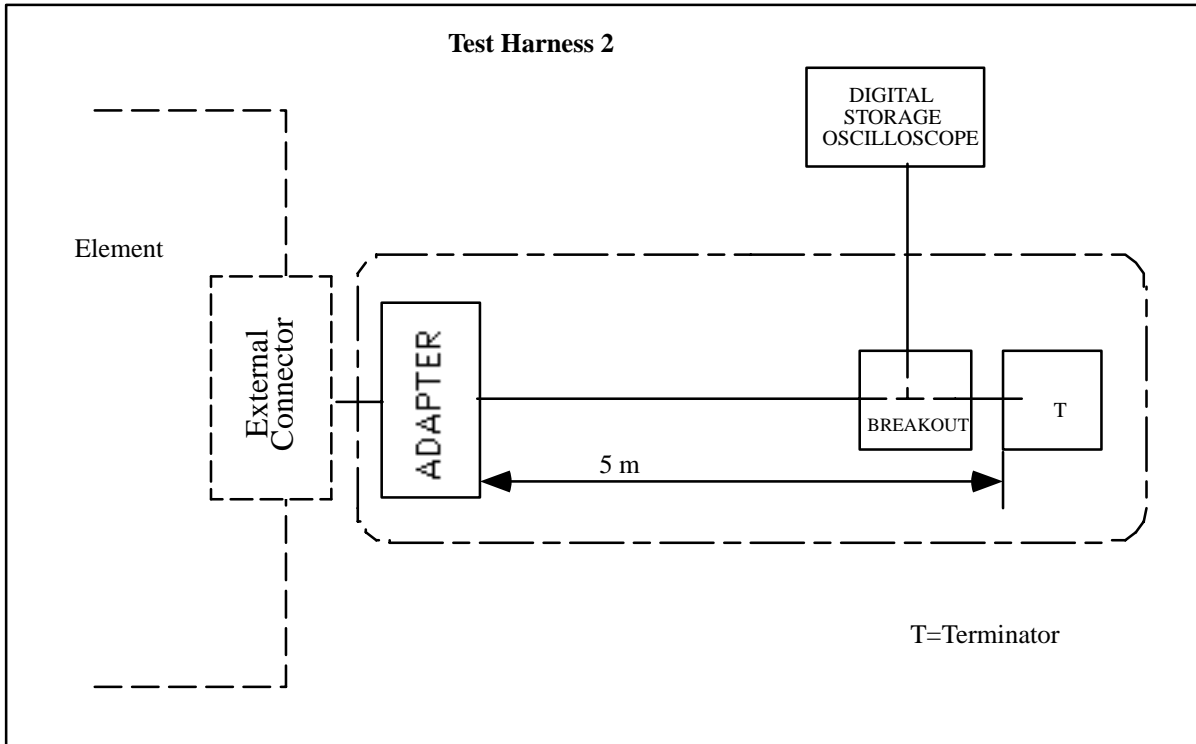 Test Harness 2
DIGITAL
STORAGE
OSCILLOSCOPE
Element
External
Connector
ADAPTER
BREAKOUT
T
5 m
T=Terminator